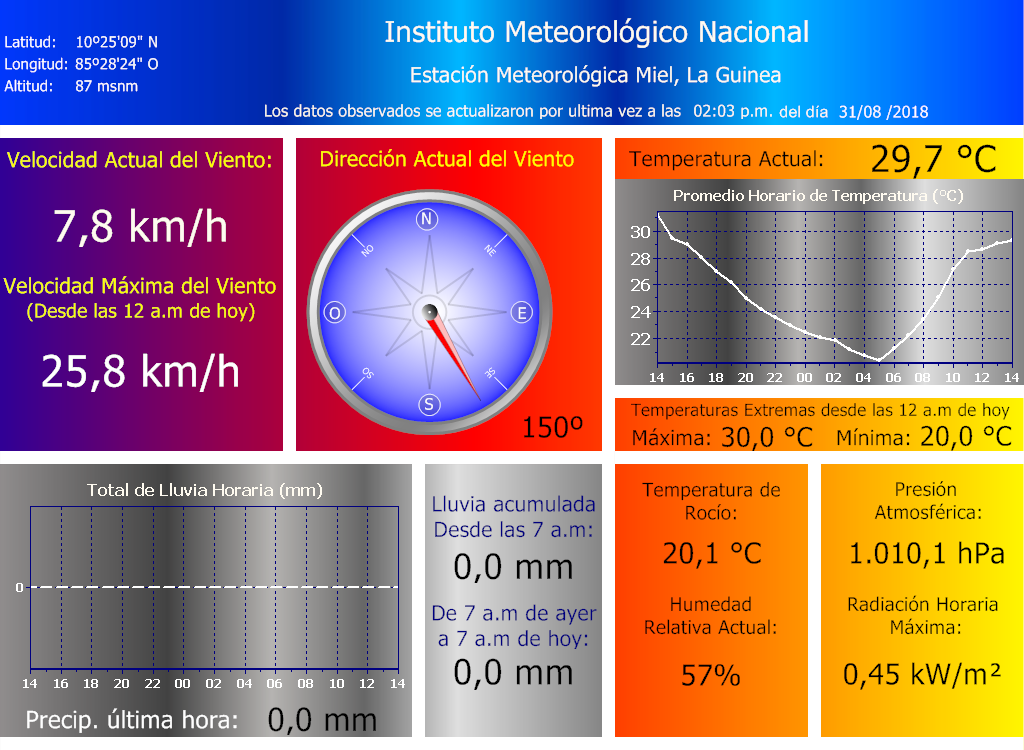 Instituto Meteorológico Nacional
Latitud: 10º25'09" N
Longitud: 85º28'24" O
Altitud: 87 msnm
Estación Meteorológica Miel, La Guinea
Los datos observados se actualizaron por ultima vez a las 02:03 p.m. del día 31/08 /2018
Velocidad Actual del Viento:
7,8 km/h
Velocidad Máxima del Viento
(Desde las 12 a.m de hoy)
25,8 km/h
Dirección Actual del Viento
N
NO
NE
O
E
SO
SE
S
150º
Temperatura Actual: 29,7 °C
Promedio Horario de Temperatura (°C)
30
28
26
24
22
14 16 18 20 22 00 02 04 06 08 10 12 14
Temperaturas Extremas desde las 12 a.m de hoy
Máxima: 30,0 °C Mínima: 20,0 °C
Total de Lluvia Horaria (mm)
0
14 16 18 20 22 00 02 04 06 08 10 12 14
Precip. última hora: 0,0 mm
Lluvia acumulada
Desde las 7 a.m:
0,0 mm
De 7 a.m de ayer
a 7 a.m de hoy:
0,0 mm
Temperatura de
Rocío:
20,1 °C
Humedad
Relativa Actual:
57%
Presión
Atmosférica:
1.010,1 hPa
Radiación Horaria
Máxima:
0,45 kW/m²